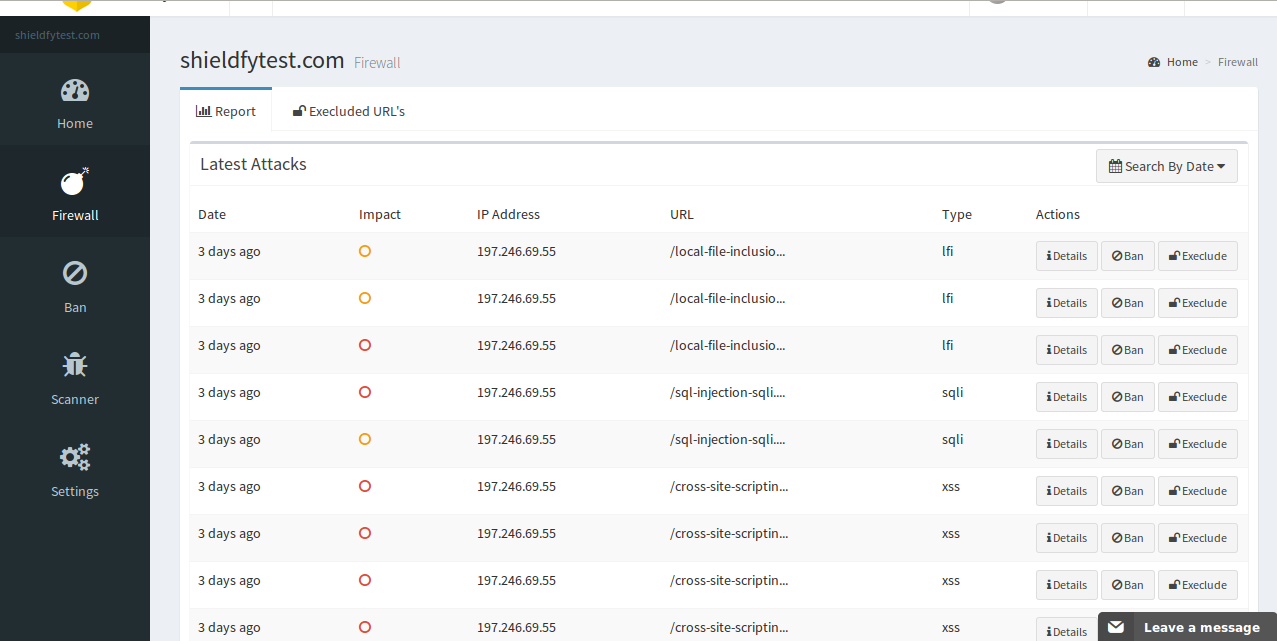 shieldfytest.com
Home
Firewall
Ban
Scanner
Settings
shieldfytest.com Firewall
Home > Firewall
Report Execluded URL's
Latest Attacks
Search By Date
Date Impact IP Address URL Type Actions
3 days ago 197.246.69.55 /local-file-inclusio... lfi Details Ban Execlude
3 days ago 197.246.69.55 /local-file-inclusio... lfi Details Ban Execlude
3 days ago 197.246.69.55 /local-file-inclusio... lfi Details Ban Execlude
3 days ago 197.246.69.55 /sql-injection-sqli.... sqli Details Ban Execlude
3 days ago 197.246.69.55 /sql-injection-sqli.... sqli Details Ban Execlude
3 days ago 197.246.69.55 /cross-site-scriptin... xss Details Ban Execlude
3 days ago 197.246.69.55 /cross-site-scriptin... xss Details Ban Execlude
3 days ago 197.246.69.55 /cross-site-scriptin... xss Details Ban Execlude
3 days ago 197.246.69.55 /cross-site-scriptin... xss Details
Leave a message